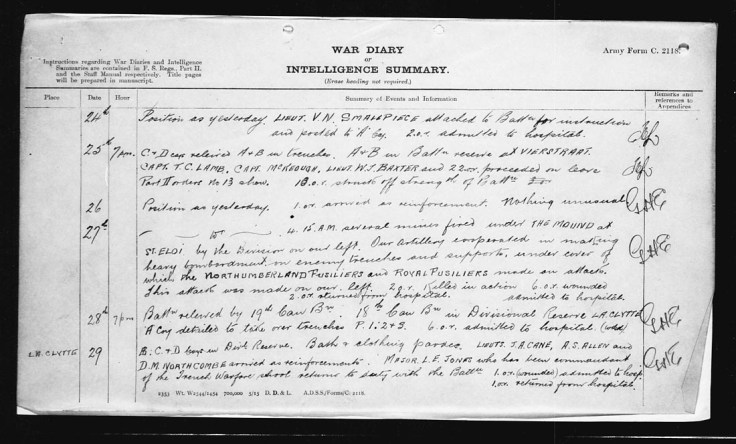 WAR DIARY
or
INTELLIGENCE SUMMARY.
(Erase heading not required.)
Army Form C. 2118.
Instructions regarding War Diaries and Intelligence
Summaries are contained in F. S. Regs., Part II.
and the Staff Manual respectively. Title pages
will be prepared in manuscript.
Place Date Hour Summary of Events and Information Remarks and
references to
Appendices
24th Position as yesterday. LIEUT. V.N. SMALLPIECE attached to Battn for instruction
and posted to "A" Coy. 2 o.r. admitted to hospital.
25th 7pm. C+D coys relieved A+B in trenches. A+B in Battn reserve at VIERSTRAAT.
CAPT. T.C. LAMB, CAPT. McKEOUGH, LIEUT. W.J. BAXTER and 22 o.r. proceeded on leave
Part II orders No 13 show. 18 o.r. struck off strength of Battn
26 Position as yesterday. 1 o.r. arrived as reinforcement. Nothing unusual GHE
27th 4.15 A.M. several mines fired under THE MOUND at
ST. ELOI by the Division on our left. Our Artillery cooperated in making GHE
heavy bombardment on enemy trenches and supports, under cover of
which the NORTHUMBERLAND FUSILIERS and ROYAL FUSILIERS made an attack.
This attack was made on our left. 2 o.r. Killed in action 6 o.r. wounded
2 o.r. returned from hospital. admitted to hospital.
28th 7pm Battn relieved by 19th Can Bn. 18th Can Bn in Divisional Reserve LA CLYTTE GHE
'A' Coy detailed to take over trenches P. 1. 2 + 3. 6 o.r. admitted to hospital.
LA CLYTTE 29 B. C + D coys in Divl Reserve. Bath & clothing parades. LIEUTS. J.A. CANE, A.S. ALLEN and GHE
D.M. NORTHCOMBE arrived as reinforcements. MAJOR L.E. JONES who has been commandant
of the Trench Warfare school returns to duty with the Battn. 1 o.r. (wounded) admitted to hosp.
1 o.r. returned from hospital.
2353 Wt. W2544/1454 700,000 5/15 D. D. & L. A.D.S.S./Forms/C. 2118.